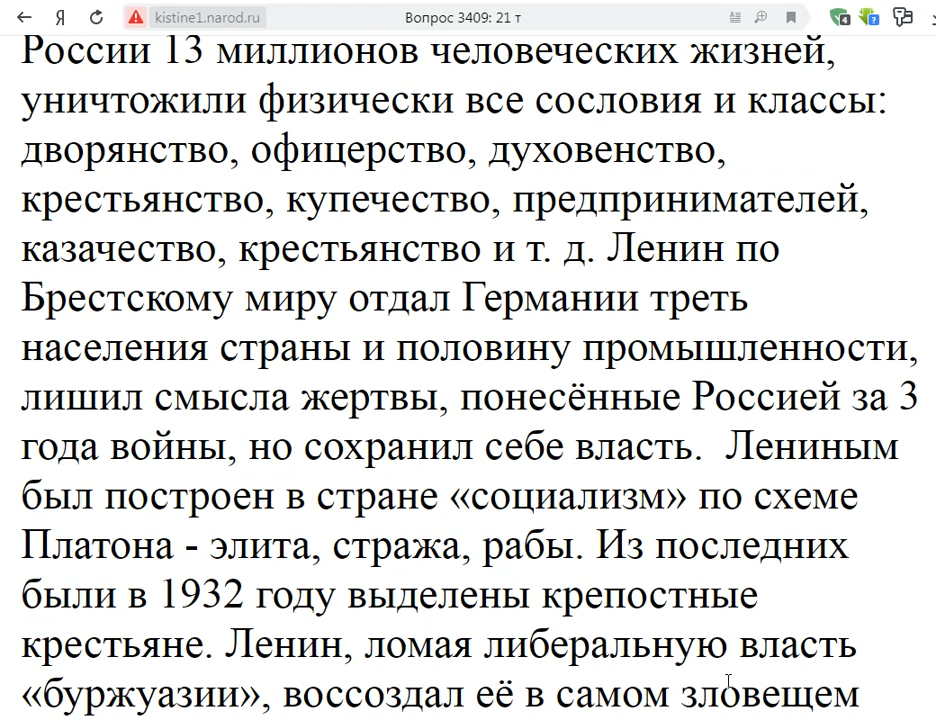 kistine1.narod.ru
Вопрос 3409: 21 т
России 13 миллионов человеческих жизней,
уничтожили физически все сословия и классы:
дворянство, офицерство, духовенство,
крестьянство, купечество, предпринимателей,
казачество, крестьянство и т. д. Ленин по
Брестскому миру отдал Германии треть
населения страны и половину промышленности,
лишил смысла жертвы, понесённые Россией за 3
года войны, но сохранил себе власть.  Лениным
был построен в стране «социализм» по схеме
Платона - элита, стража, рабы. Из последних
были в 1932 году выделены крепостные
крестьяне. Ленин, ломая либеральную власть
«буржуазии», воссоздал её в самом зловещем